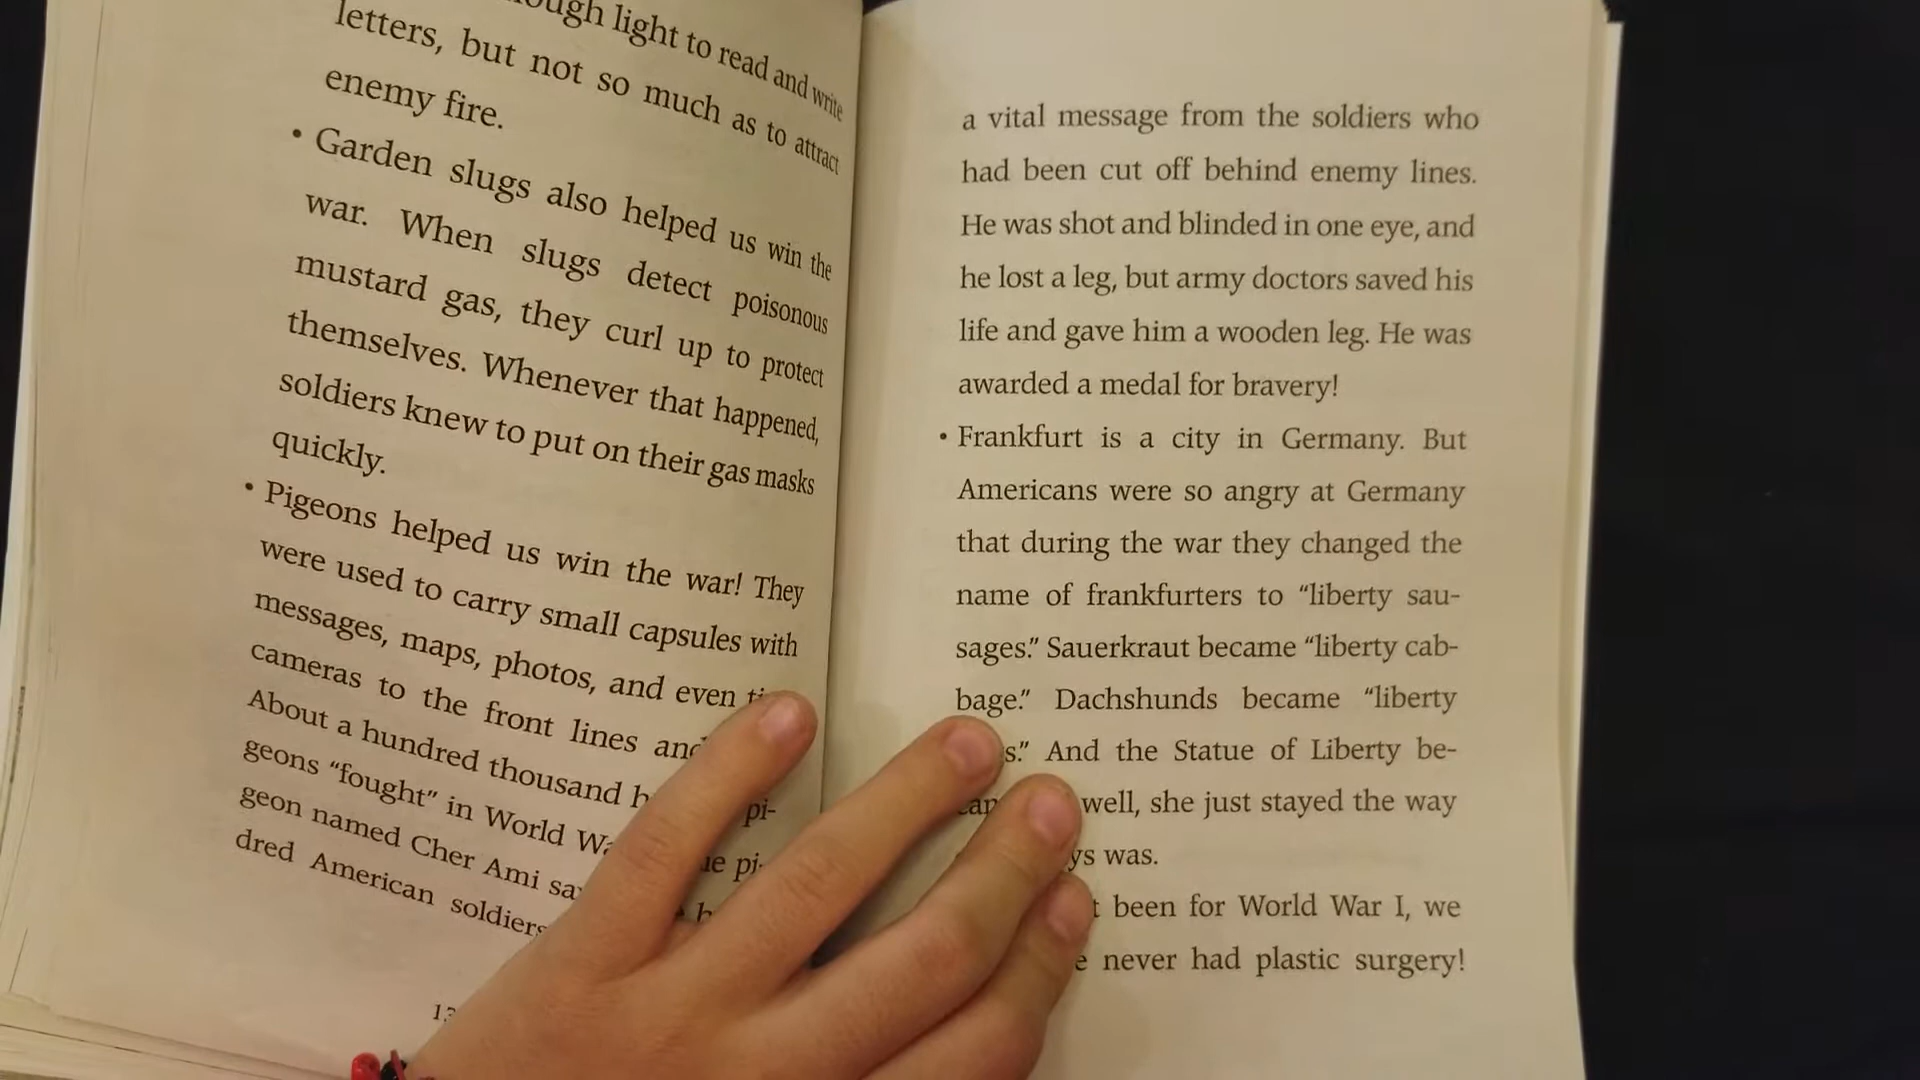 light to read and write
letters, but not so much as to attract
enemy fire.
• Garden slugs also helped us win the
war. When slugs detect poisonous
mustard gas, they curl up to protect
themselves. Whenever that happened,
soldiers knew to put on their gas masks
quickly.
• Pigeons helped us win the war! They
were used to carry small capsules with
messages, maps, photos, and even
cameras to the front lines and
About a hundred thousand pi-
geons “fought” in World pi-
geon named Cher Ami
dred American soldiers
a vital message from the soldiers who
had been cut off behind enemy lines.
He was shot and blinded in one eye, and
he lost a leg, but army doctors saved his
life and gave him a wooden leg. He was
awarded a medal for bravery!
• Frankfurt is a city in Germany. But
Americans were so angry at Germany
that during the war they changed the
name of frankfurters to “liberty sau-
sages.” Sauerkraut became “liberty cab-
bage.” Dachshunds became “liberty
And the Statue of Liberty be-
well, she just stayed the way
was.
been for World War I, we
never had plastic surgery!